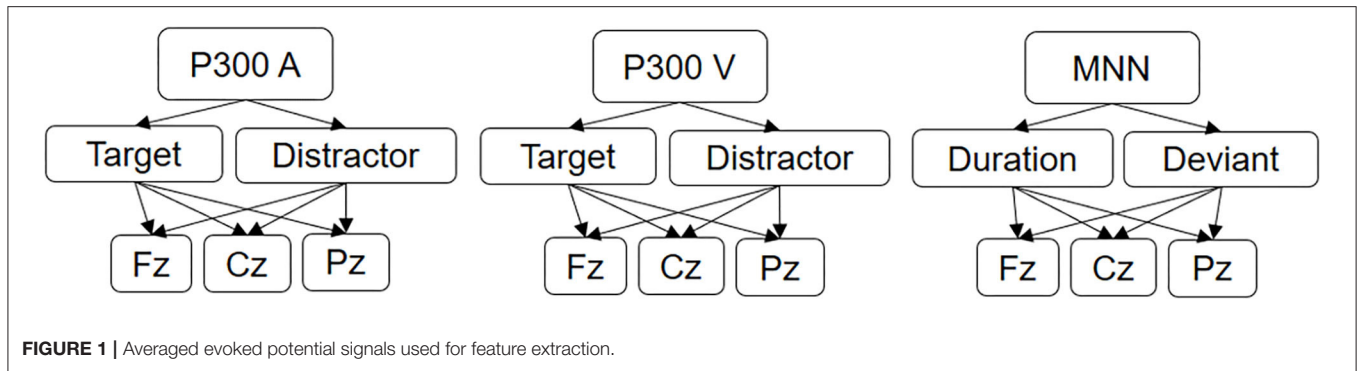 P300 A
P300 V
MNN
Target
Distractor
Target
Distractor
Duration
Deviant
Fz
Cz
Pz
Fz
Cz
Pz
Fz
Cz
Pz
FIGURE 1 | Averaged evoked potential signals used for feature extraction.